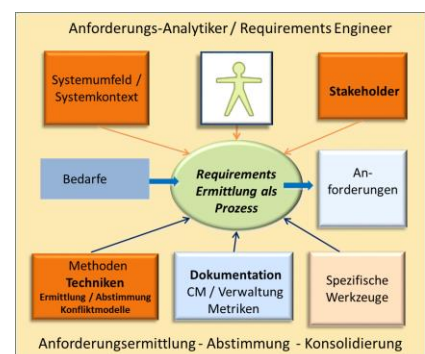 Anforderungs-Analytiker / Requirements Engineer
Systemumfeld /
Systemkontext
Stakeholder
Bedarfe
Requirements
Ermittlung als
Prozess
An-
forderungen
Methoden
Techniken
Ermittlung / Abstimmung
Konfliktmodelle
Dokumentation
CM / Verwaltung
Metriken
Spezifische
Werkzeuge
Anforderungsermittlung - Abstimmung - Konsolidierung